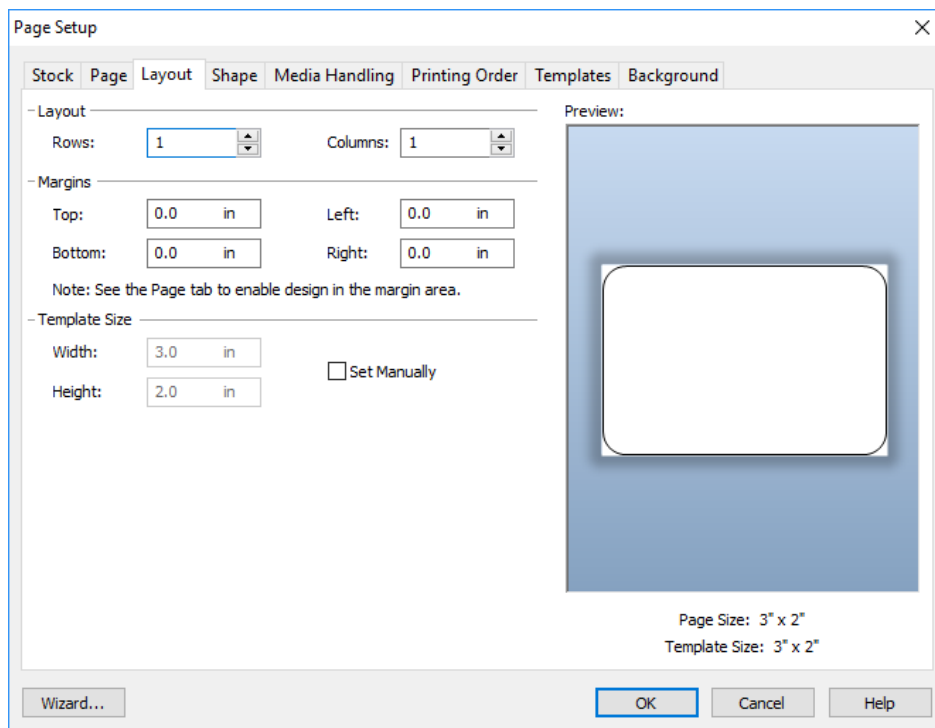 Page Setup
Stock Page Layout Shape Media Handling Printing Order Templates Background
Layout
Rows: 1 Columns: 1
Margins
Top: 0.0 in Left: 0.0 in
Bottom: 0.0 in Right: 0.0 in
Note: See the Page tab to enable design in the margin area.
Template Size
Width: 3.0 in
Set Manually
Height: 2.0 in
Preview:
Page Size: 3" x 2"
Template Size: 3" x 2"
Wizard... OK Cancel Help